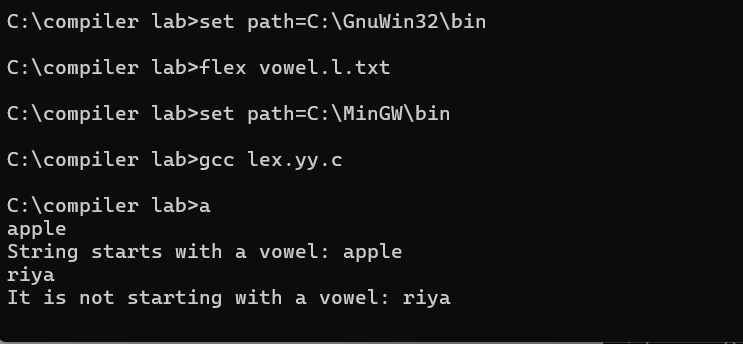 C:\compiler lab>set path=C:\GnuWin32\bin
C:\compiler lab>flex vowel.l.txt
C:\compiler lab>set path=C:\MinGW\bin
C:\compiler lab>gcc lex.yy.c
C:\compiler lab>a
apple
String starts with a vowel: apple
riya
It is not starting with a vowel: riya